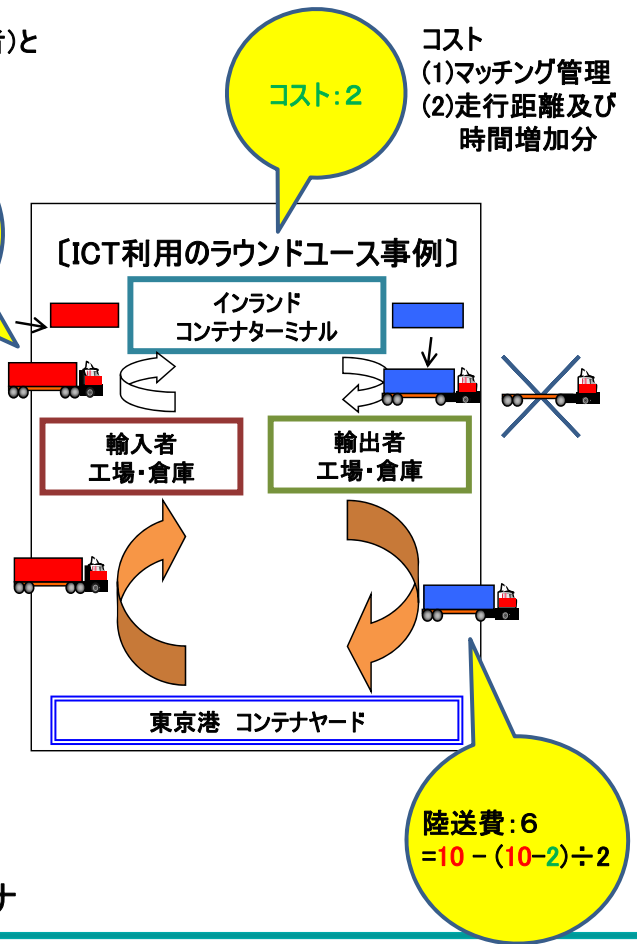 )と
コスト
(1)マッチング管理
(2)走行距離及び
時間増加分
コスト:2
〔ICT利用のラウンドユース事例〕
インランド
コンテナターミナル
輸入者
工場・倉庫
輸出者
工場・倉庫
東京港 コンテナヤード
陸送費:6
=10-(10-2)÷2
ナ